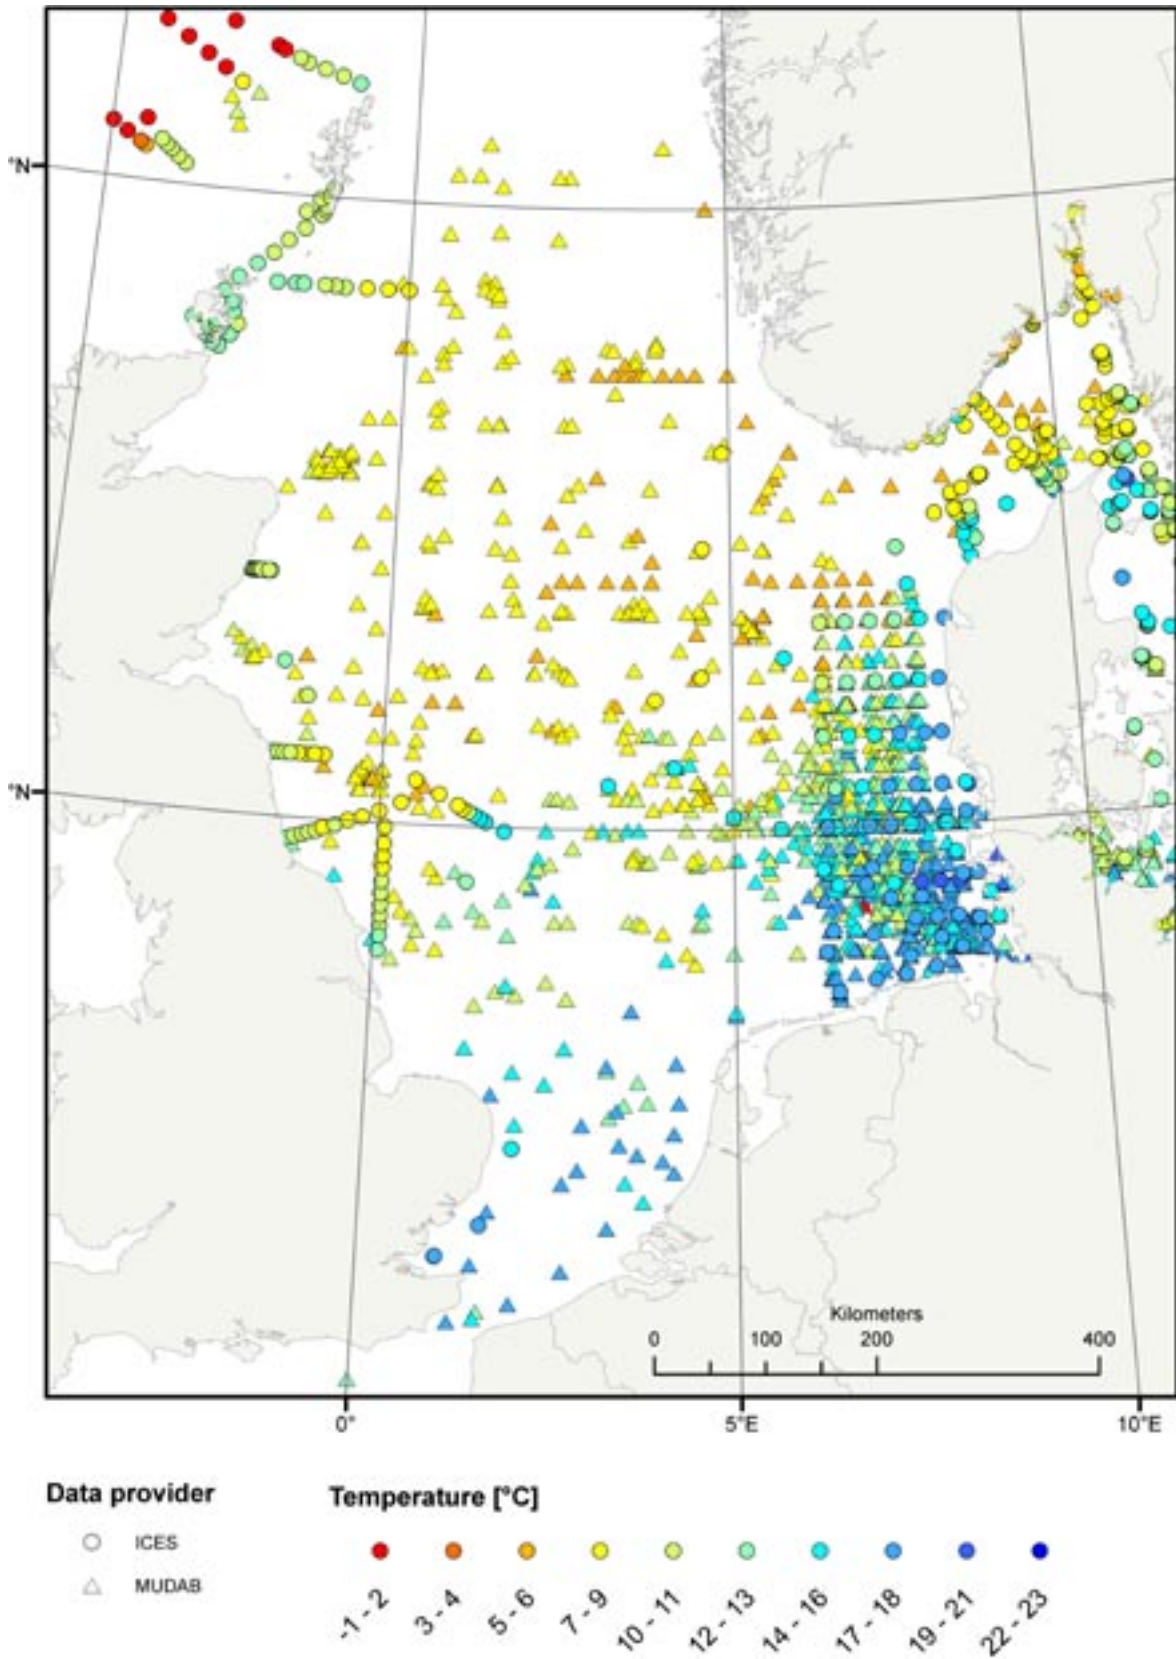 °N
°N
Kilometers
0 100 200 400
0° 5°E 10°E
Data provider
ICES
MUDAB
Temperature [°C]
-1 - 2
3 - 4
5 - 6
7 - 9
10 - 11
12 - 13
14 - 16
17 - 18
19 - 21
22 - 23